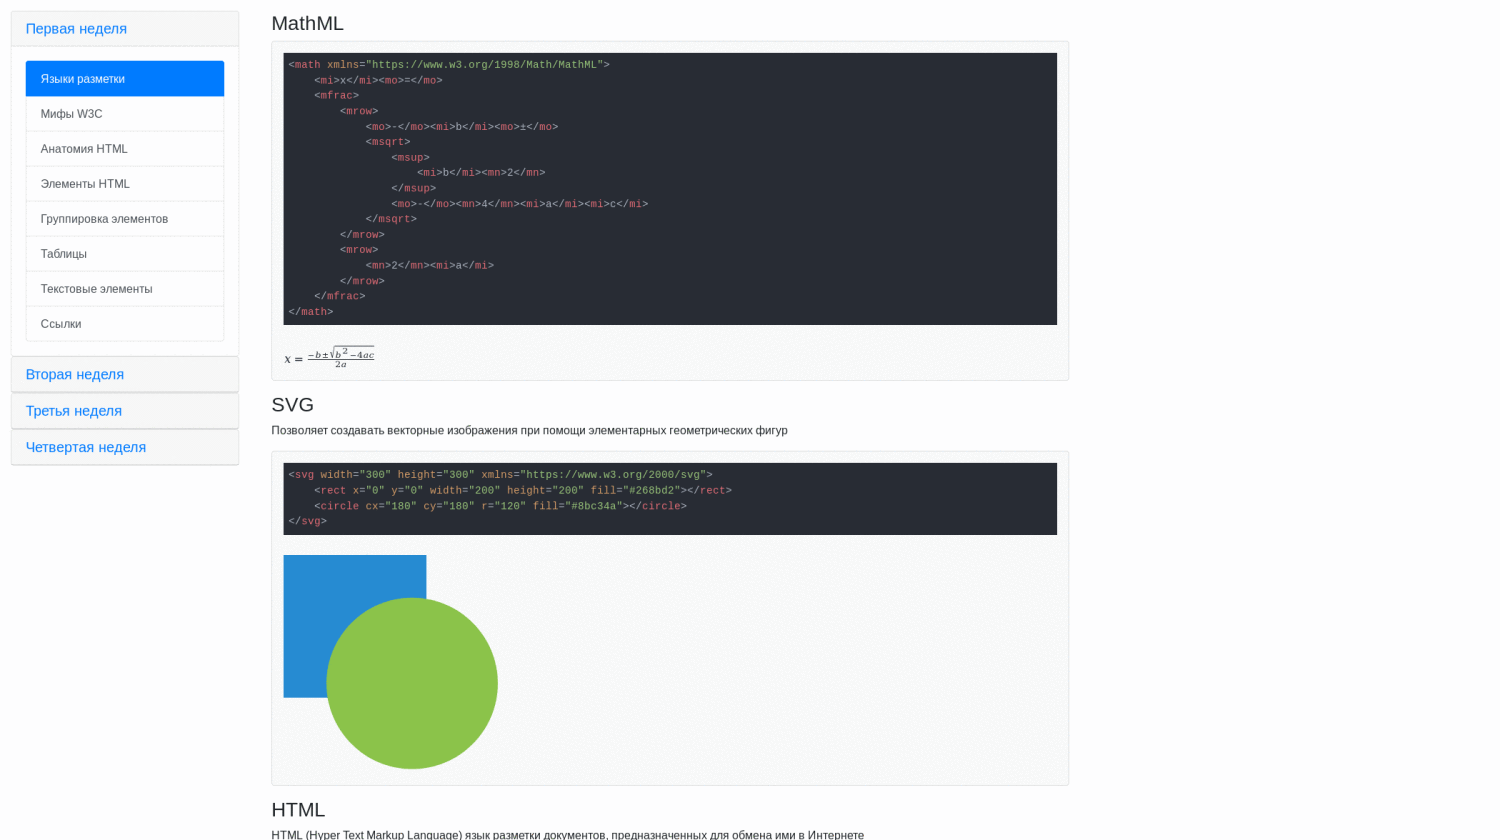 Первая неделя
Языки разметки
Мифы W3C
Анатомия HTML
Элементы HTML
Группировка элементов
Таблицы
Текстовые элементы
Ссылки
Вторая неделя
Третья неделя
Четвертая неделя
MathML
<math xmlns="https://www.w3.org/1998/Math/MathML">
    <mi>x</mi><mo>=</mo>
    <mfrac>
        <mrow>
            <mo>-</mo><mi>b</mi><mo>±</mo>
            <msqrt>
                <msup>
                    <mi>b</mi><mn>2</mn>
                </msup>
                <mo>-</mo><mn>4</mn><mi>a</mi><mi>c</mi>
            </msqrt>
        </mrow>
        <mrow>
            <mn>2</mn><mi>a</mi>
        </mrow>
    </mfrac>
</math>
x = −b±√b²−4ac
2a
SVG
Позволяет создавать векторные изображения при помощи элементарных геометрических фигур
<svg width="300" height="300" xmlns="https://www.w3.org/2000/svg">
    <rect x="0" y="0" width="200" height="200" fill="#268bd2"></rect>
    <circle cx="180" cy="180" r="120" fill="#8bc34a"></circle>
</svg>
HTML
HTML (Hyper Text Markup Language) язык разметки документов, предназначенных для обмена ими в Интернете